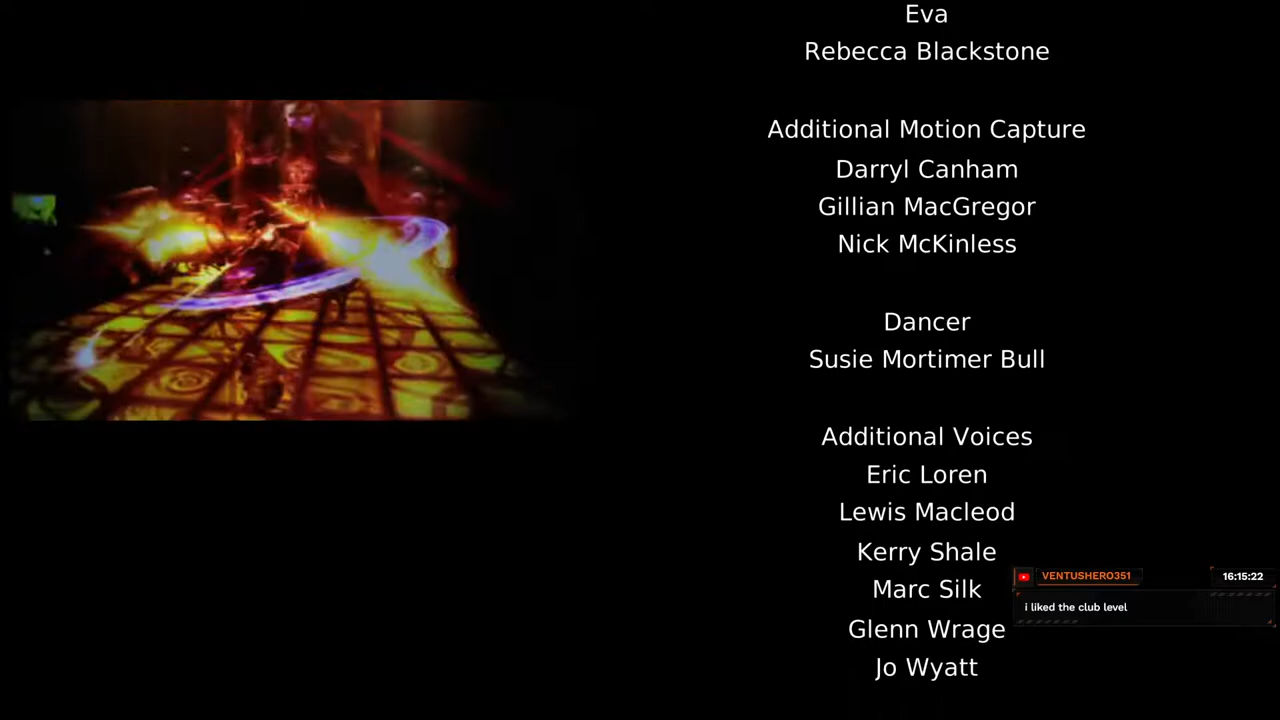 Eva
Rebecca Blackstone
Additional Motion Capture
Darryl Canham
Gillian MacGregor
Nick McKinless
Dancer
Susie Mortimer Bull
Additional Voices
Eric Loren
Lewis Macleod
Kerry Shale
Marc Silk
Glenn Wrage
Jo Wyatt
VENTUSHERO351
16:15:22
i liked the club level